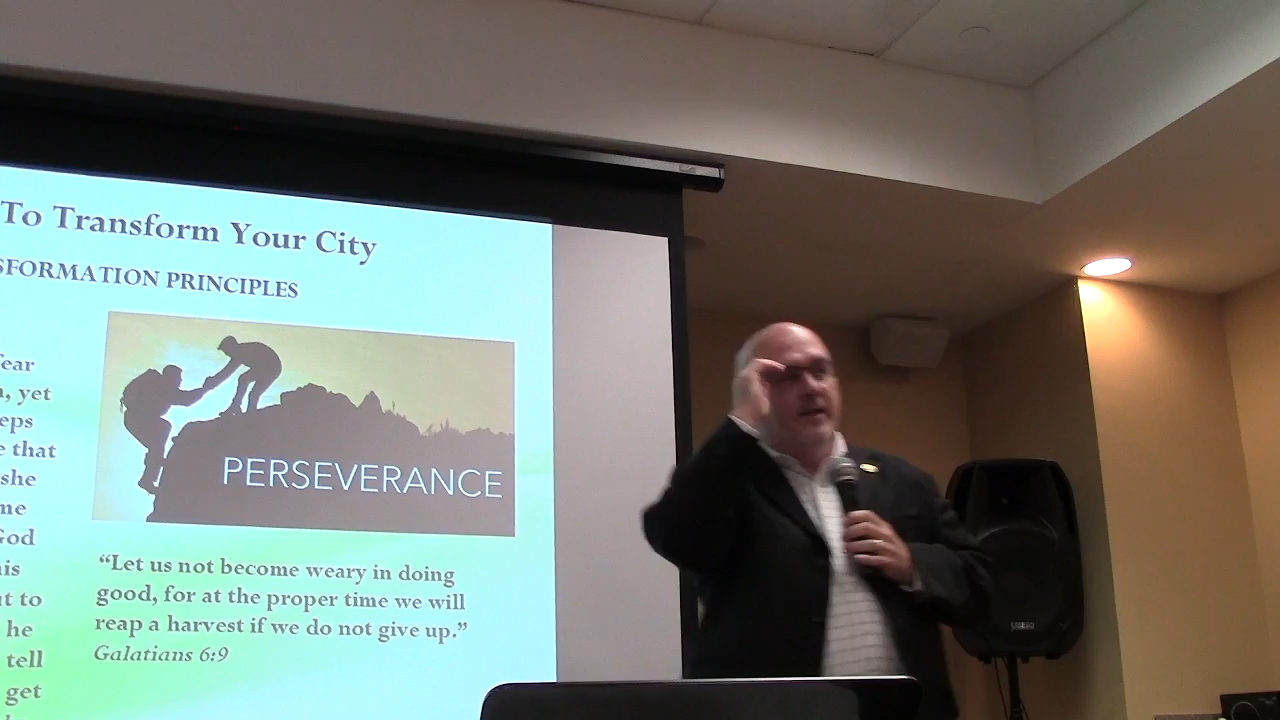 To Transform Your City
SFORMATION PRINCIPLES
ear
, yet
eps
e that
she
me
God
is
t to
he
tell
get
PERSEVERANCE
“Let us not become weary in doing
good, for at the proper time we will
reap a harvest if we do not give up.”
Galatians 6:9